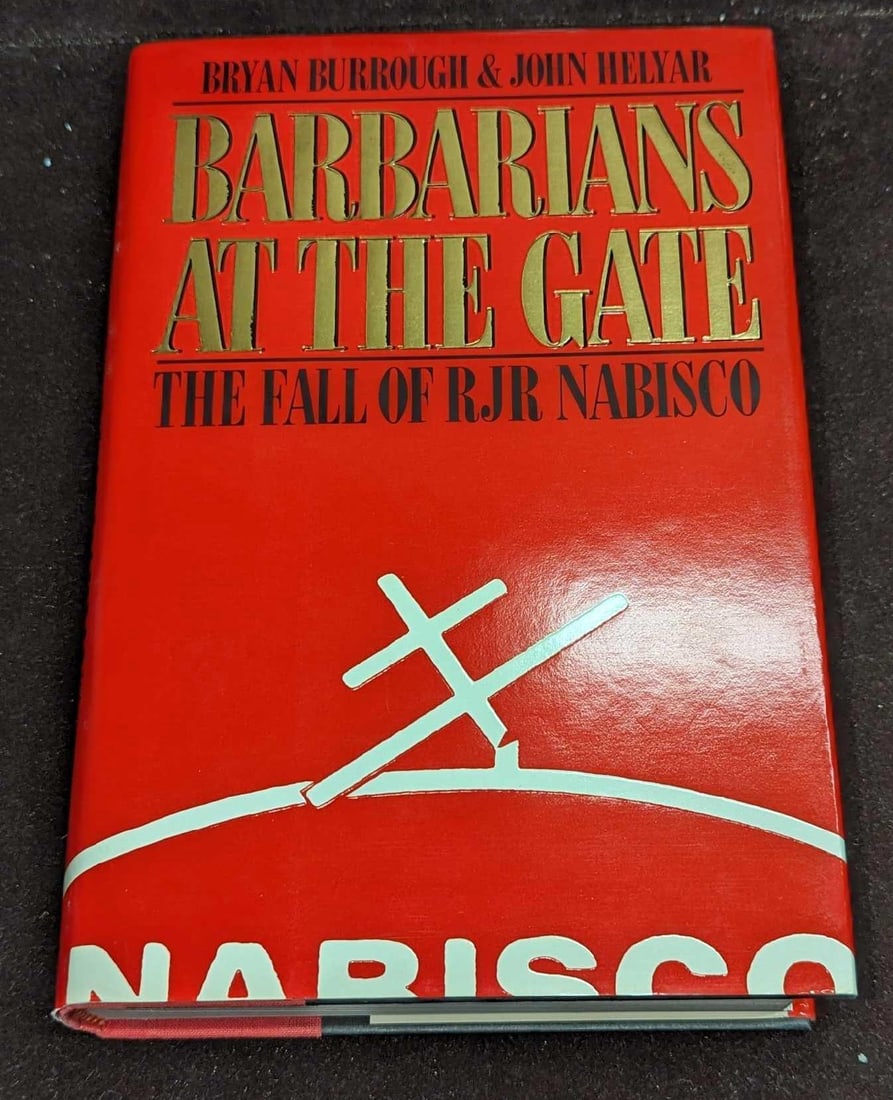 BRYAN BURROUGH & JOHN HELYAR
BARBARIANS
AT THE GATE
THE FALL OF RJR NABISCO
NABISCO